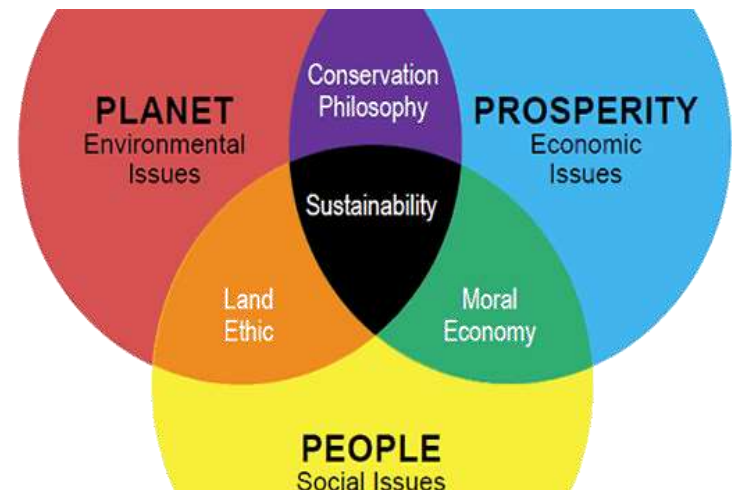 Conservation
Philosophy
PLANET
Environmental
Issues
PROSPERITY
Economic
Issues
Sustainability
Land
Ethic
Moral
Economy
PEOPLE
Social Issues